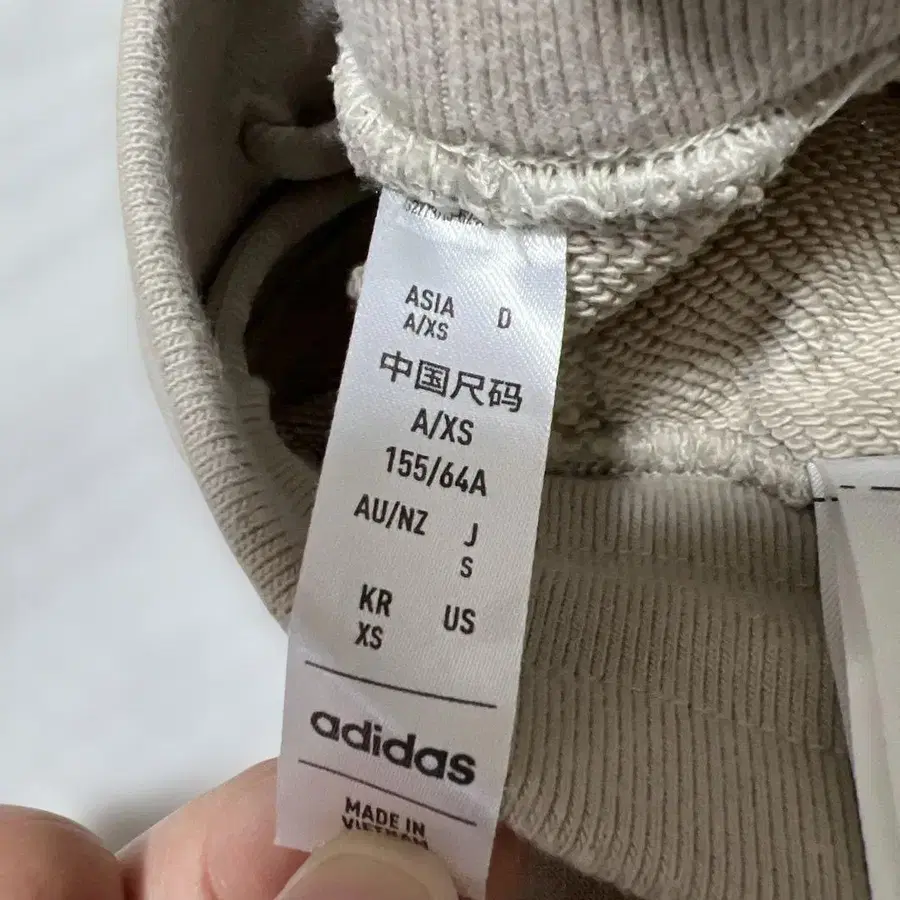 ASIA D
A/XS
中国尺码
A/XS
155/64A
AU/NZ J
S
KR US
XS
adidas
MADE IN
VIETNAM